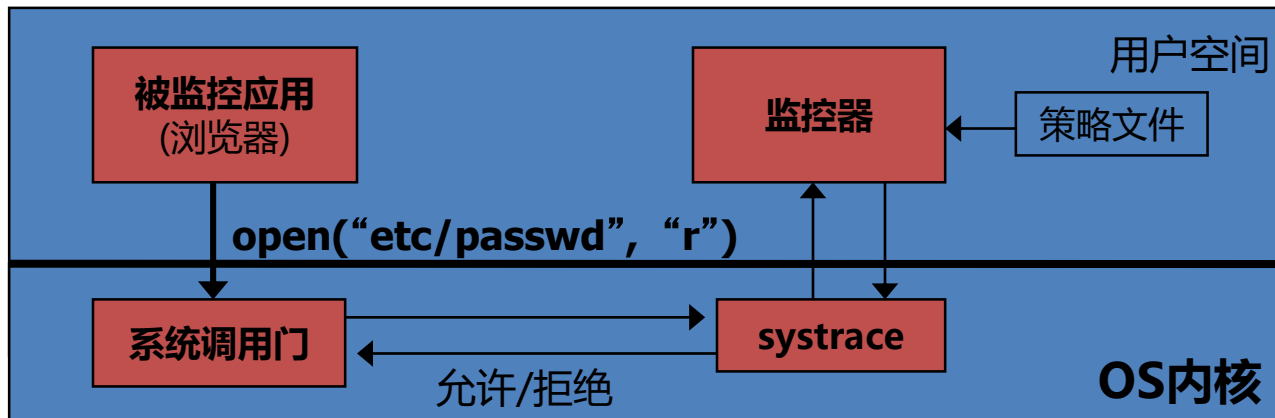 用户空间
被监控应用
(浏览器)
监控器
策略文件
open(“etc/passwd”, “r”)
系统调用门
systrace
允许/拒绝
OS内核